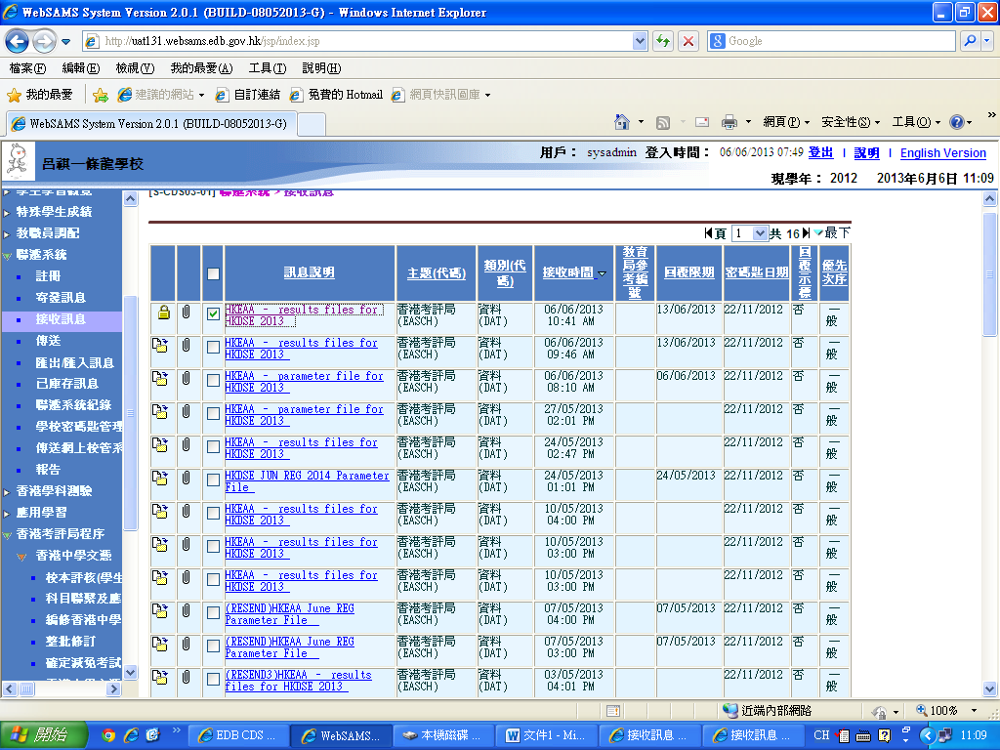 WebSAMS System Version 2.0.1 (BUILD-08052013-G) - Windows Internet Explorer
http://uat131.websams.edb.gov.hk/jsp/index.jsp
Google
檔案(F) 編輯(E) 檢視(V) 我的最愛(A) 工具(T) 說明(H)
我的最愛 建議的網站 自訂連結 免費的 Hotmail 網頁快訊圖庫
WebSAMS System Version 2.0.1 (BUILD-08052013-G)
網頁(P) 安全性(S) 工具(O)
呂祺一條龍學校
用戶： sysadmin 登入時間： 06/06/2013 07:49 登出 | 說明 | English Version
現學年： 2012 2013年6月6日 11:09
學生學習概覽
特殊學生成績
教職員調配
聯遞系統
註冊
寄發訊息
接收訊息
傳送
匯出/匯入訊息
已庫存訊息
聯遞系統紀錄
學校密碼匙管理
傳送網上校管系
報告
香港學科測驗
應用學習
香港考評局程序
香港中學文憑
校本評核(學生
科目聯繫及應
編修香港中學
整批修訂
確定減免考試
[S-CDS03-01] 聯遞系統 > 接收訊息
頁 1 共 16 最下
訊息說明 主題(代碼) 類別(代碼) 接收時間 教育局參考編號 回覆限期 密碼匙日期 回覆示標 優先次序
HKEAA - results files for HKDSE 2013 香港考評局 (EASCH) 資料 (DAT) 06/06/2013 10:41 AM 13/06/2013 22/11/2012 否 一般
HKEAA - results files for HKDSE 2013 香港考評局 (EASCH) 資料 (DAT) 06/06/2013 09:46 AM 13/06/2013 22/11/2012 否 一般
HKEAA - parameter file for HKDSE 2013 香港考評局 (EASCH) 資料 (DAT) 06/06/2013 08:10 AM 06/06/2013 22/11/2012 否 一般
HKEAA - parameter file for HKDSE 2013 香港考評局 (EASCH) 資料 (DAT) 27/05/2013 02:01 PM 22/11/2012 否 一般
HKEAA - results files for HKDSE 2013 香港考評局 (EASCH) 資料 (DAT) 24/05/2013 02:47 PM 22/11/2012 否 一般
HKDSE JUN REG 2014 Parameter File 香港考評局 (EASCH) 資料 (DAT) 24/05/2013 01:01 PM 24/05/2013 22/11/2012 否 一般
HKEAA - results files for HKDSE 2013 香港考評局 (EASCH) 資料 (DAT) 10/05/2013 04:00 PM 22/11/2012 否 一般
HKEAA - results files for HKDSE 2013 香港考評局 (EASCH) 資料 (DAT) 10/05/2013 03:00 PM 22/11/2012 否 一般
HKEAA - results files for HKDSE 2013 香港考評局 (EASCH) 資料 (DAT) 10/05/2013 03:00 PM 22/11/2012 否 一般
(RESEND)HKEAA June REG Parameter File 香港考評局 (EASCH) 資料 (DAT) 07/05/2013 04:00 PM 07/05/2013 22/11/2012 否 一般
(RESEND)HKEAA June REG Parameter File 香港考評局 (EASCH) 資料 (DAT) 07/05/2013 03:00 PM 07/05/2013 22/11/2012 否 一般
(RESEND3)HKEAA - results files for HKDSE 2013 香港考評局 (EASCH) 資料 (DAT) 03/05/2013 04:01 PM 22/11/2012 否 一般
近端內部網路 100%
開始 EDB CDS ... WebSAMS... 本機磁碟 ... 文件1 - Mi... 接收訊息 ... 接收訊息 ... CH 11:09